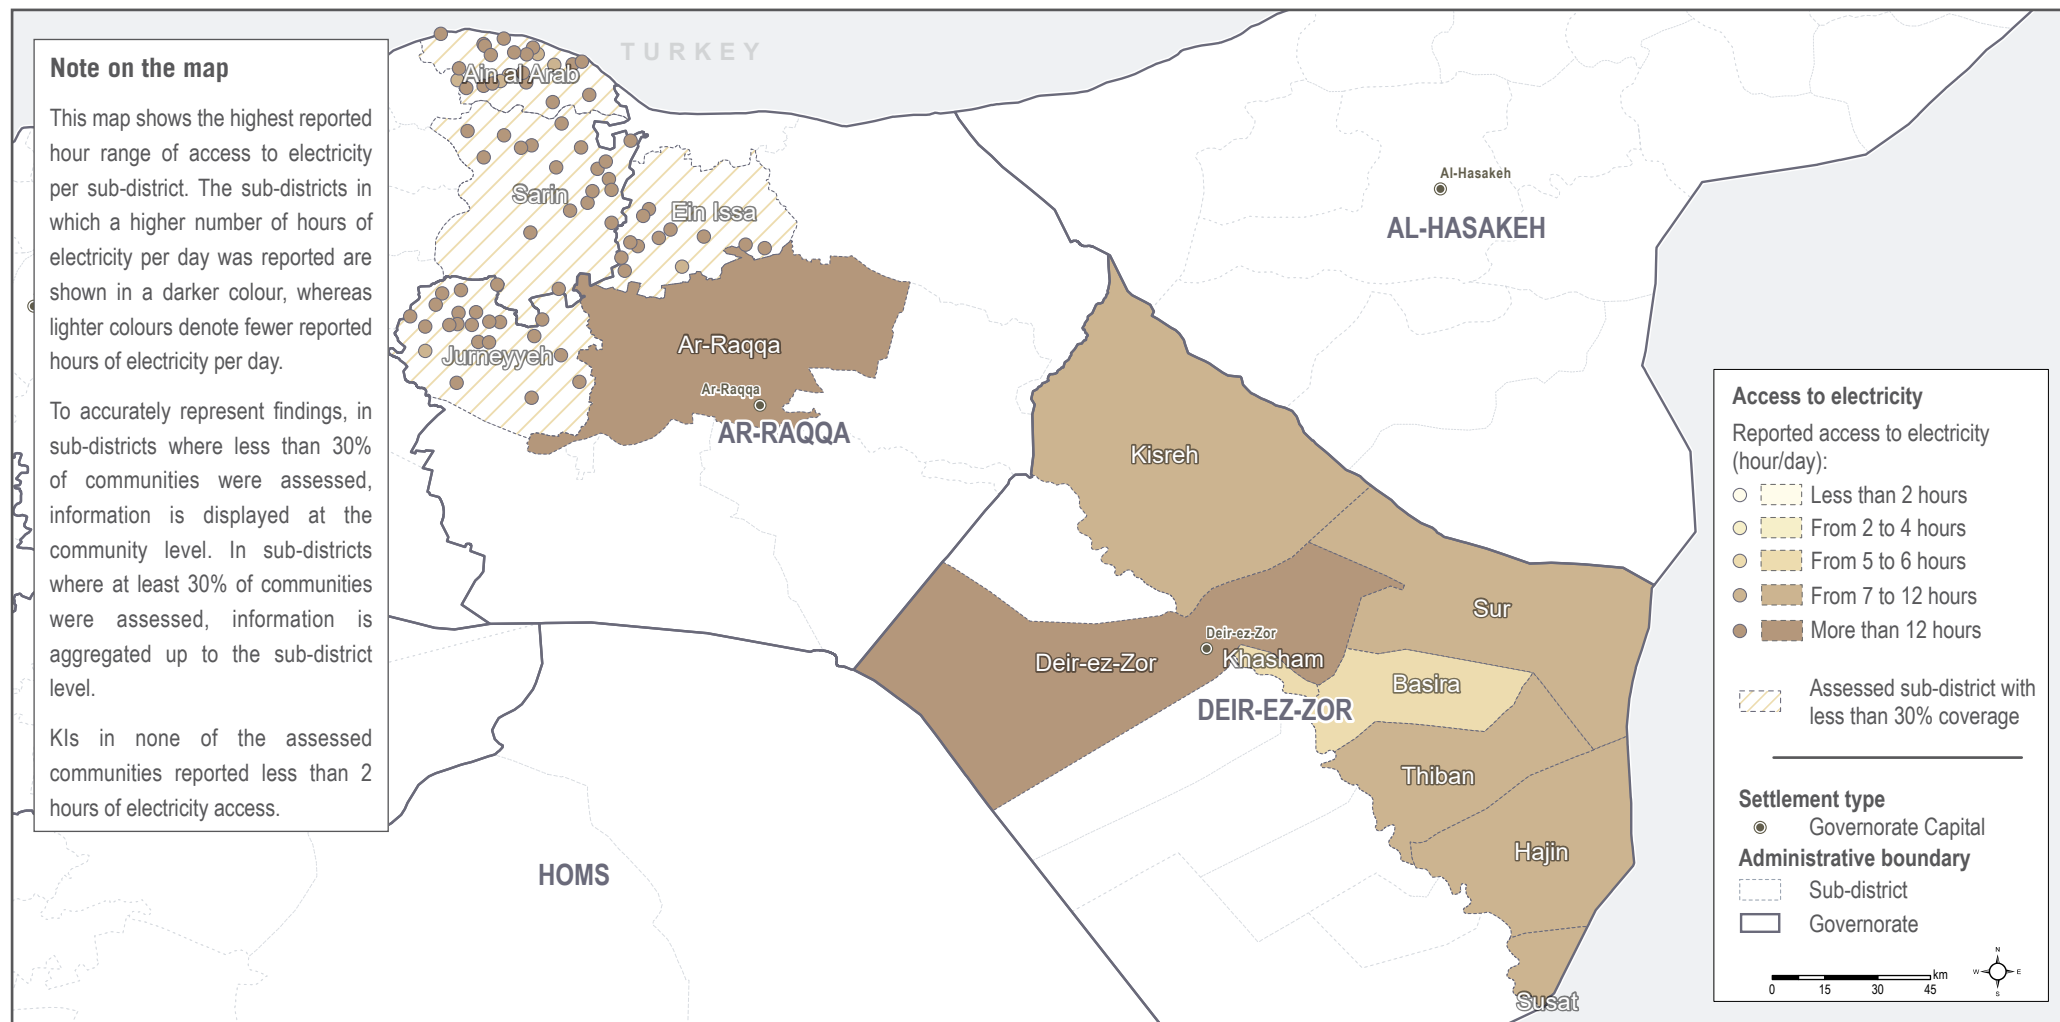 Note on the map
This map shows the highest reported
hour range of access to electricity
per sub-district. The sub-districts in
which a higher number of hours of
electricity per day was reported are
shown in a darker colour, whereas
lighter colours denote fewer reported
hours of electricity per day.
To accurately represent findings, in
sub-districts where less than 30%
of communities were assessed,
information is displayed at the
community level. In sub-districts
where at least 30% of communities
were assessed, information is
aggregated up to the sub-district
level.
KIs in none of the assessed
communities reported less than 2
hours of electricity access.
TURKEY
Ain al Arab
Sarin
Ein Issa
Jurneyyeh
Ar-Raqqa
Ar-Raqqa
AR-RAQQA
Al-Hasakeh
AL-HASAKEH
Kisreh
Sur
Deir-ez-Zor
Deir-ez-Zor
Khasham
Basira
DEIR-EZ-ZOR
Thiban
Hajin
Susat
HOMS
Access to electricity
Reported access to electricity
(hour/day):
Less than 2 hours
From 2 to 4 hours
From 5 to 6 hours
From 7 to 12 hours
More than 12 hours
Assessed sub-district with
less than 30% coverage
Settlement type
Governorate Capital
Administrative boundary
Sub-district
Governorate
km
0 15 30 45
N
W E
S